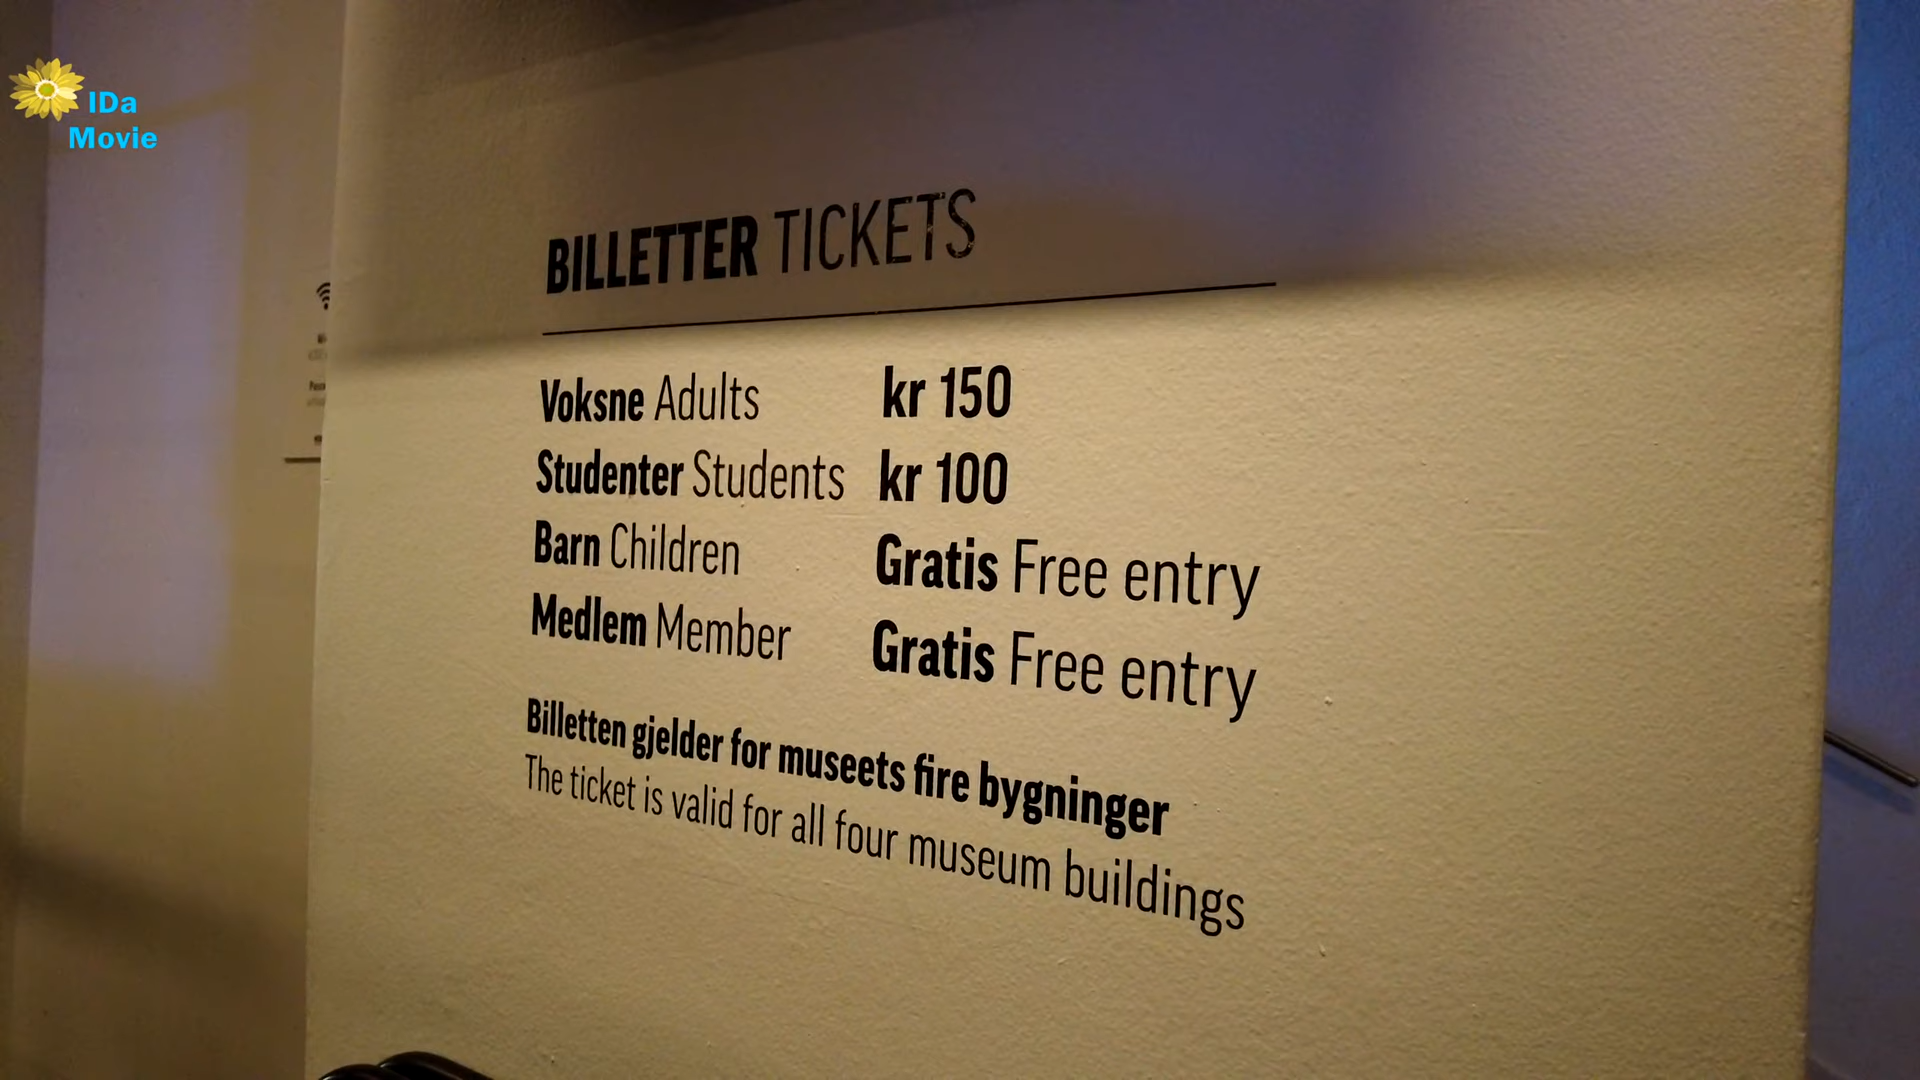 IDa
Movie
BILLETTER TICKETS
Voksne Adults kr 150
Studenter Students kr 100
Barn Children Gratis Free entry
Medlem Member Gratis Free entry
Billetten gjelder for museets fire bygninger
The ticket is valid for all four museum buildings